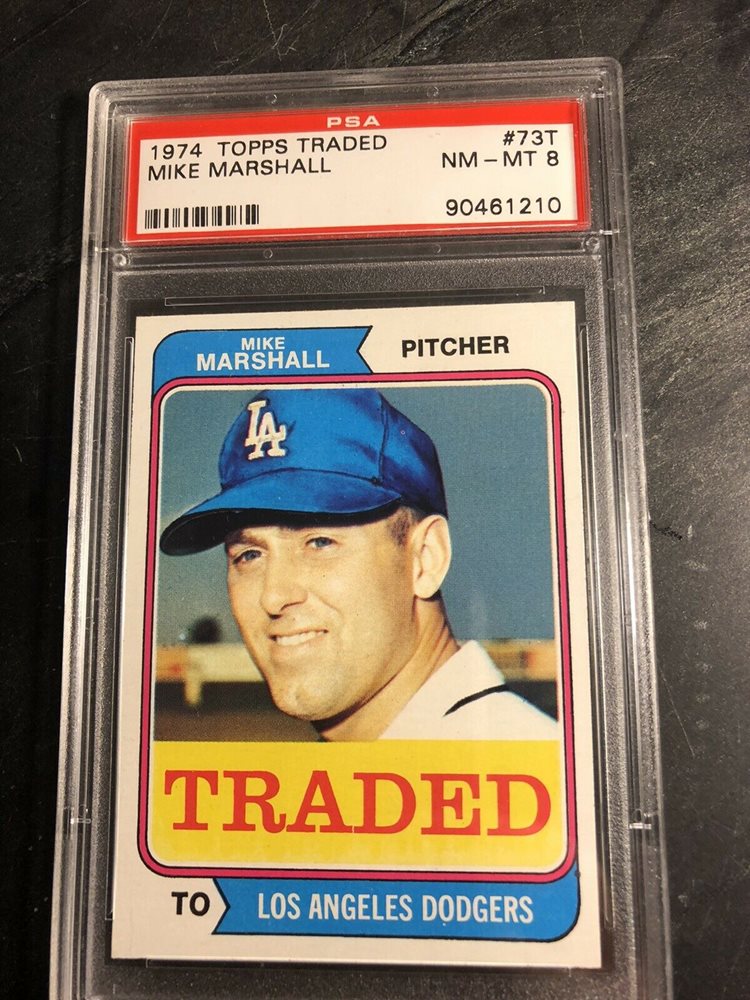 PSA
1974 TOPPS TRADED #73T
MIKE MARSHALL NM - MT 8
90461210
MIKE
MARSHALL
PITCHER
LA
TRADED
TO LOS ANGELES DODGERS